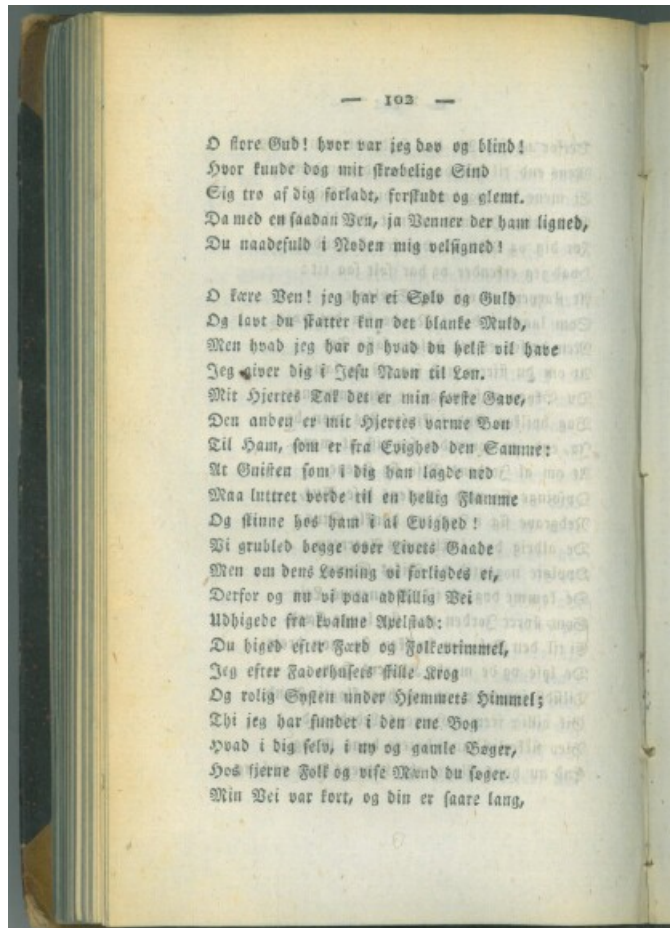 — 102 —
O store Gud! hvor var jeg døv og blind!
Hvor kunde dog mit skrøbelige Sind
Sig troe af dig forladt, forskudt og glemt.
Da med en saadan Ven, ja Venner der ham ligned,
Du naadefuld i Nøden mig velsigned!
O kære Ven! jeg har ei Sølv og Guld
Og lavt du skatter kun det blanke Muld,
Men hvad jeg har og hvad du helst vil have
Jeg giver dig i Jesu Navn til Løn.
Mit Hjertes Tak det er min første Gave,
Den anden er mit Hjertes varme Bøn
Til Ham, som er fra Evighed den Samme:
At Gnisten som i dig han lagde ned
Maa luttret vorde til en hellig Flamme
Og skinne hos ham i al Evighed!
Vi grubled begge over Livets Gaade
Men om dens Løsning vi forligdes ei,
Derfor og nu vi paa adskillig Vei
Udhigede fra kvalme
Du higed efter Færd og Folkevrimmel,
Jeg efter Faderhusets stille Krog
Og rolig Syslen under Hjemmets Himmel;
Thi jeg har fundet i den ene Bog
Hvad i dig selv, i ny og gamle Bøger,
Hos fjerne Folk og vise Mænd du søger.
Min Vei var kort, og din er saare lang,